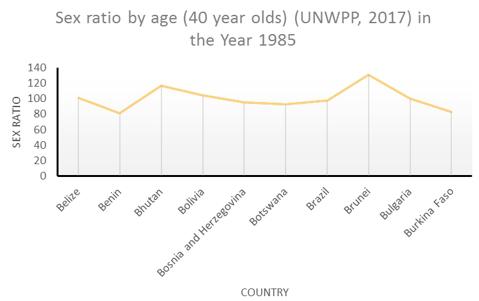 Sex ratio by age (40 year olds) (UNWPP, 2017) in
the Year 1985
SEX RATIO
140
120
100
80
60
40
20
0
Belize
Benin
Bhutan
Bolivia
Bosnia and Herzegovina
Botswana
Brazil
Brunei
Bulgaria
Burkina Faso
COUNTRY